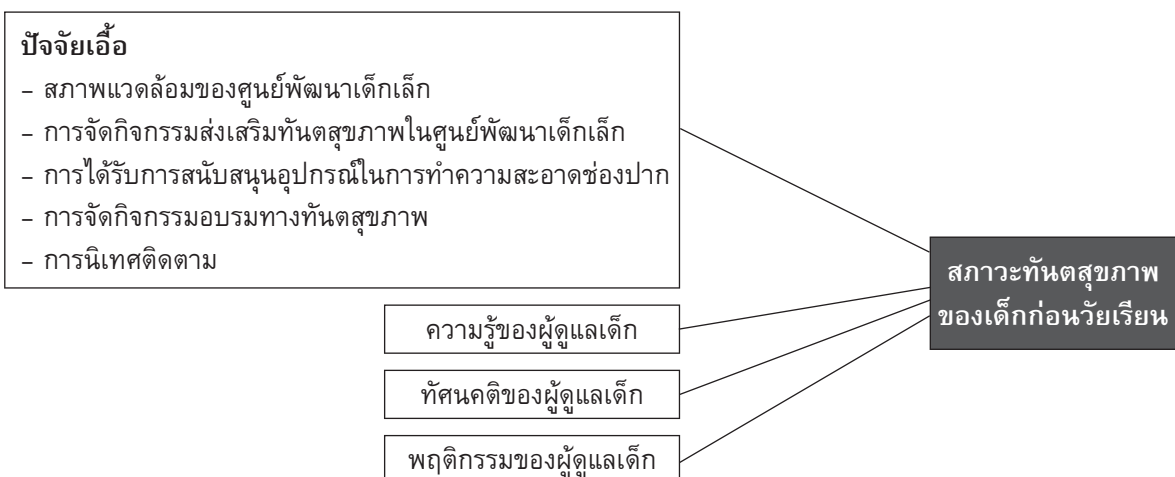 ปัจจัยเอื้อ
– สภาพแวดล้อมของศูนย์พัฒนาเด็กเล็ก
– การจัดกิจกรรมส่งเสริมทันตสุขภาพในศูนย์พัฒนาเด็กเล็ก
– การได้รับการสนับสนุนอุปกรณ์ในการทำความสะอาดช่องปาก
– การจัดกิจกรรมอบรมทางทันตสุขภาพ
– การนิเทศติดตาม
สภาวะทันตสุขภาพ
ของเด็กก่อนวัยเรียน
ความรู้ของผู้ดูแลเด็ก
ทัศนคติของผู้ดูแลเด็ก
พฤติกรรมของผู้ดูแลเด็ก